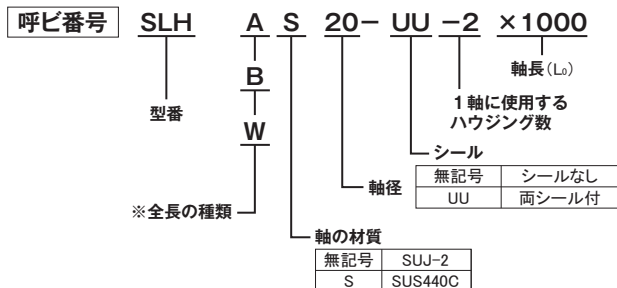 呼ビ番号 SLH A S 20- UU -2 ×1000
B
W
軸長(L₀)
型番
1軸に使用する
ハウジング数
シール
無記号 シールなし
UU 両シール付
軸径
※全長の種類
軸の材質
無記号 SUJ-2
S SUS440C